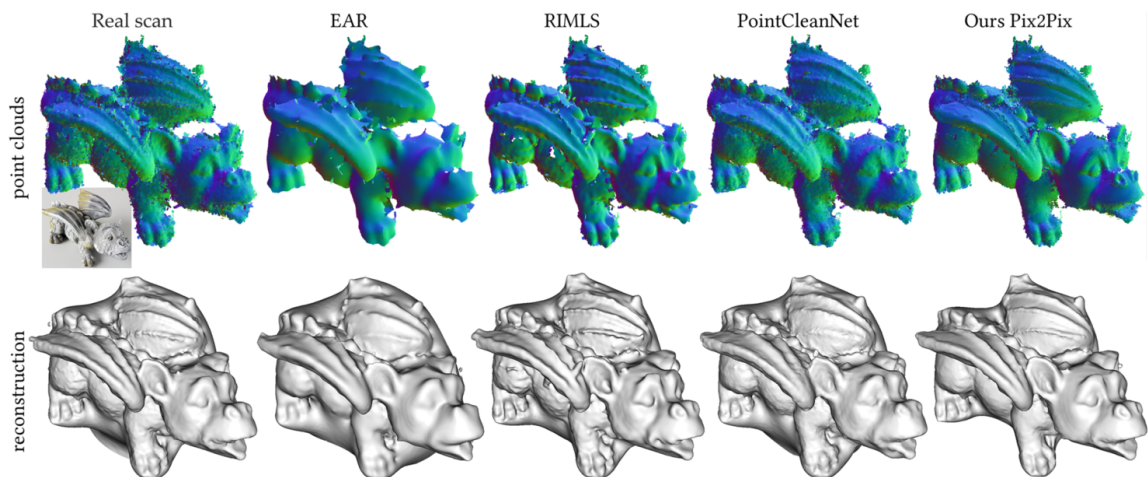 Real scan
EAR
RIMLS
PointCleanNet
Ours Pix2Pix
point clouds
reconstruction